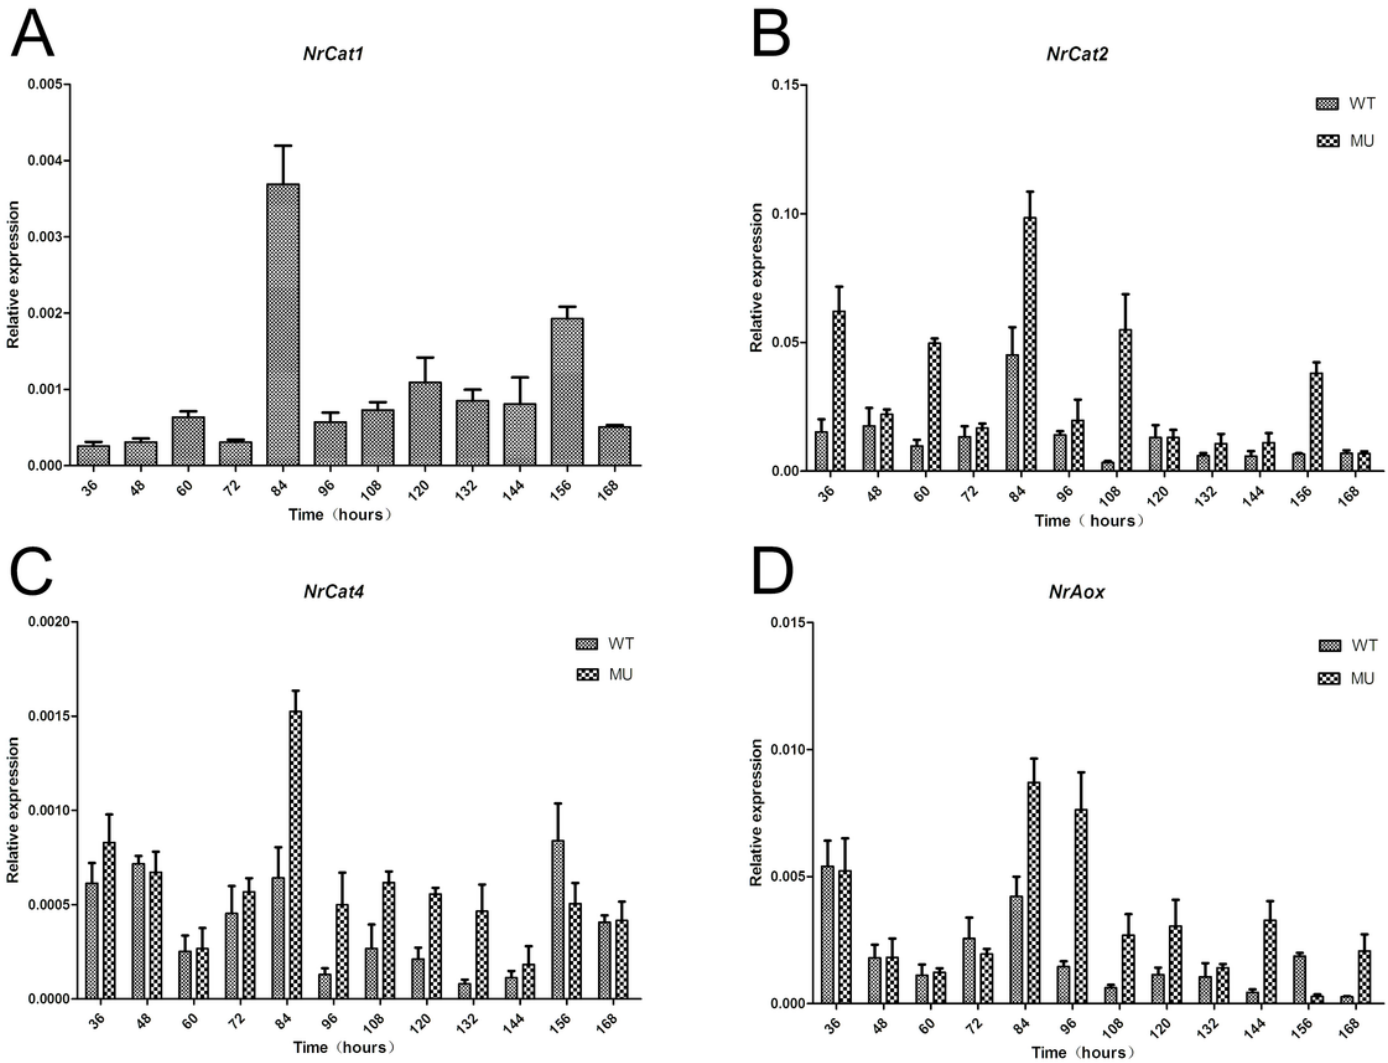 A
NrCat1
0.005
0.004
0.003
0.002
0.001
0.000
Relative expression
36 48 60 72 84 96 108 120 132 144 156 168
Time（hours）
B
NrCat2
WT
MU
0.15
0.10
0.05
0.00
Relative expression
36 48 60 72 84 96 108 120 132 144 156 168
Time（ hours）
C
NrCat4
WT
MU
0.0020
0.0015
0.0010
0.0005
0.0000
Relative expression
36 48 60 72 84 96 108 120 132 144 156 168
Time（hours）
D
NrAox
WT
MU
0.015
0.010
0.005
0.000
Relative expression
36 48 60 72 84 96 108 120 132 144 156 168
Time（hours）